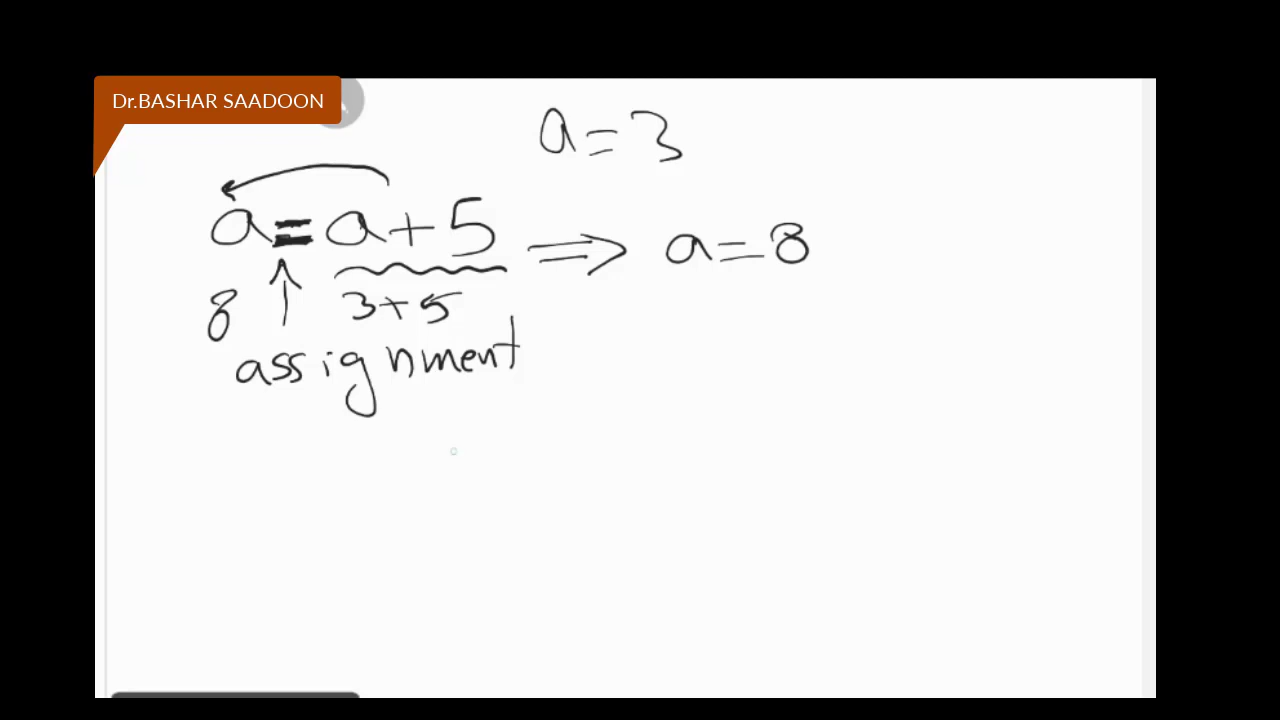 Dr.BASHAR SAADOON
a=3
a=a+5 ⇒ a=8
8 ↑ 3+5
assignment